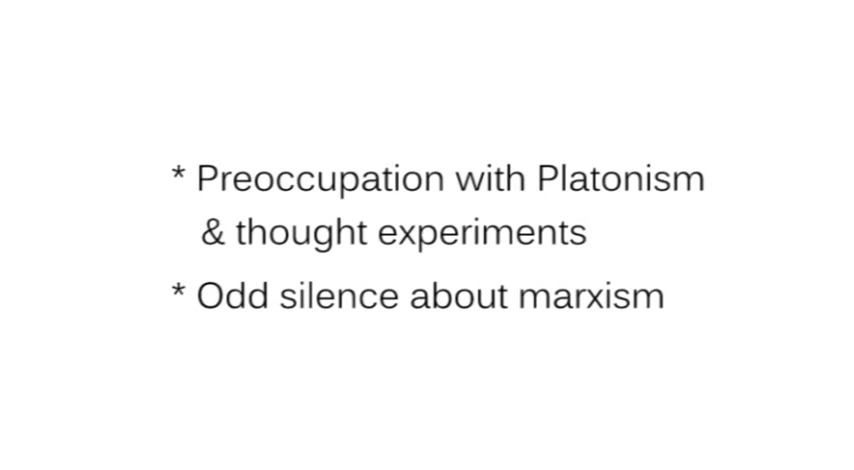 * Preoccupation with Platonism
& thought experiments
* Odd silence about marxism